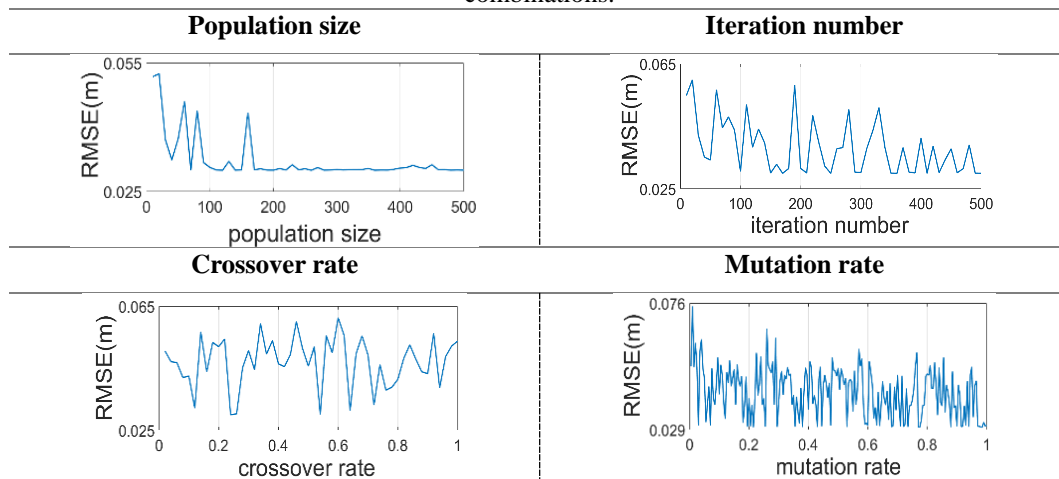 combinations.
Population size
Iteration number
0.055
RMSE(m)
0.025
0 100 200 300 400 500
population size
0.065
RMSE(m)
0.025
0 100 200 300 400 500
iteration number
Crossover rate
Mutation rate
0.065
RMSE(m)
0.025
0 0.2 0.4 0.6 0.8 1
crossover rate
0.076
RMSE(m)
0.029
0 0.2 0.4 0.6 0.8 1
mutation rate